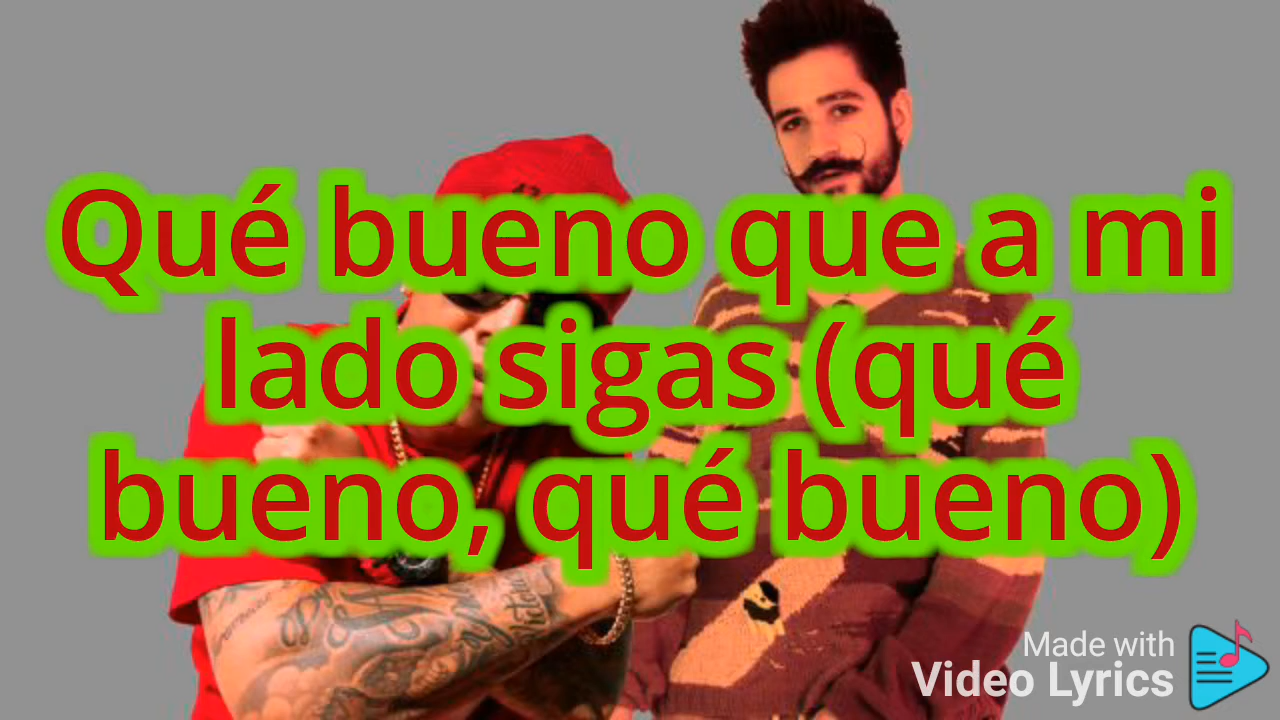 Qué bueno que a mi
lado sigas (qué
bueno, qué bueno)
Made with
Video Lyrics